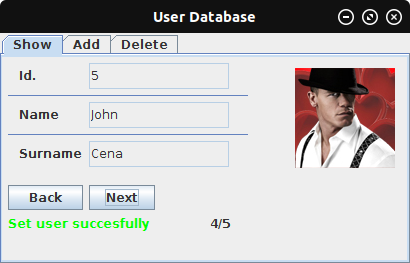 User Database
Show Add Delete
Id. 5
Name John
Surname Cena
Back Next
Set user succesfully 4/5